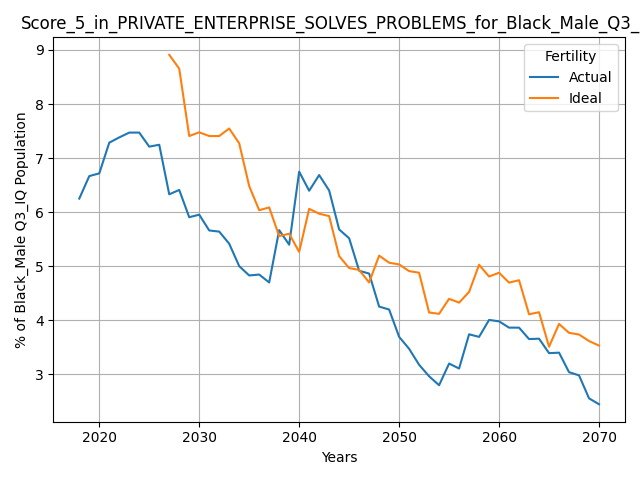 Score_5_in_PRIVATE_ENTERPRISE_SOLVES_PROBLEMS_for_Black_Male_Q3_
Fertility
Actual
Ideal
% of Black_Male Q3_IQ Population
9
8
7
6
5
4
3
2020 2030 2040 2050 2060 2070
Years